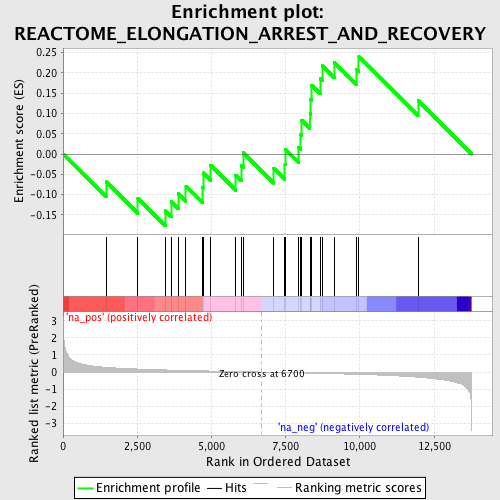 Enrichment plot:
REACTOME_ELONGATION_ARREST_AND_RECOVERY
Enrichment score (ES)
0.25
0.20
0.15
0.10
0.05
0.00
-0.05
-0.10
-0.15
'na_pos' (positively correlated)
Ranked list metric (PreRanked)
3
2
1
0
-1
-2
-3
Zero cross at 6700
'na_neg' (negatively correlated)
0
2,500
5,000
7,500
10,000
12,500
Rank in Ordered Dataset
Enrichment profile
Hits
Ranking metric scores